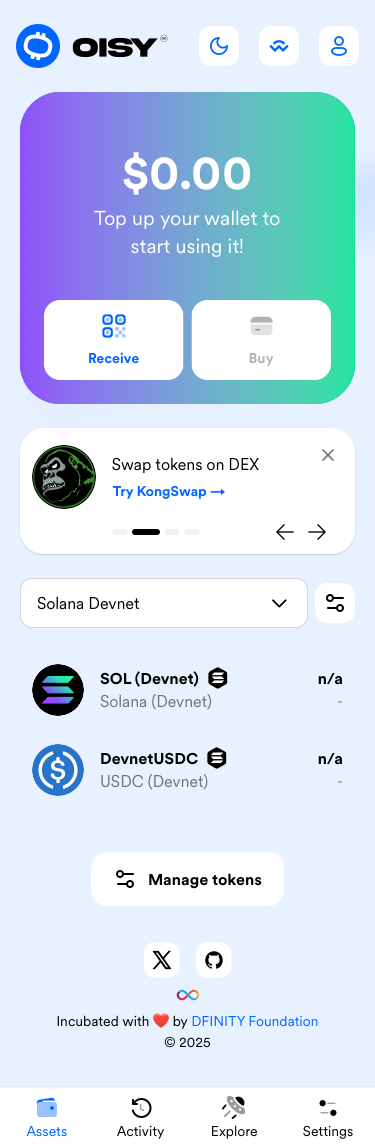 OISY
$0.00
Top up your wallet to
start using it!
Receive
Buy
Swap tokens on DEX
Try KongSwap →
Solana Devnet
SOL (Devnet)
n/a
Solana (Devnet)
-
DevnetUSDC
n/a
USDC (Devnet)
-
Manage tokens
Incubated with ❤️ by DFINITY Foundation
© 2025
Assets
Activity
Explore
Settings